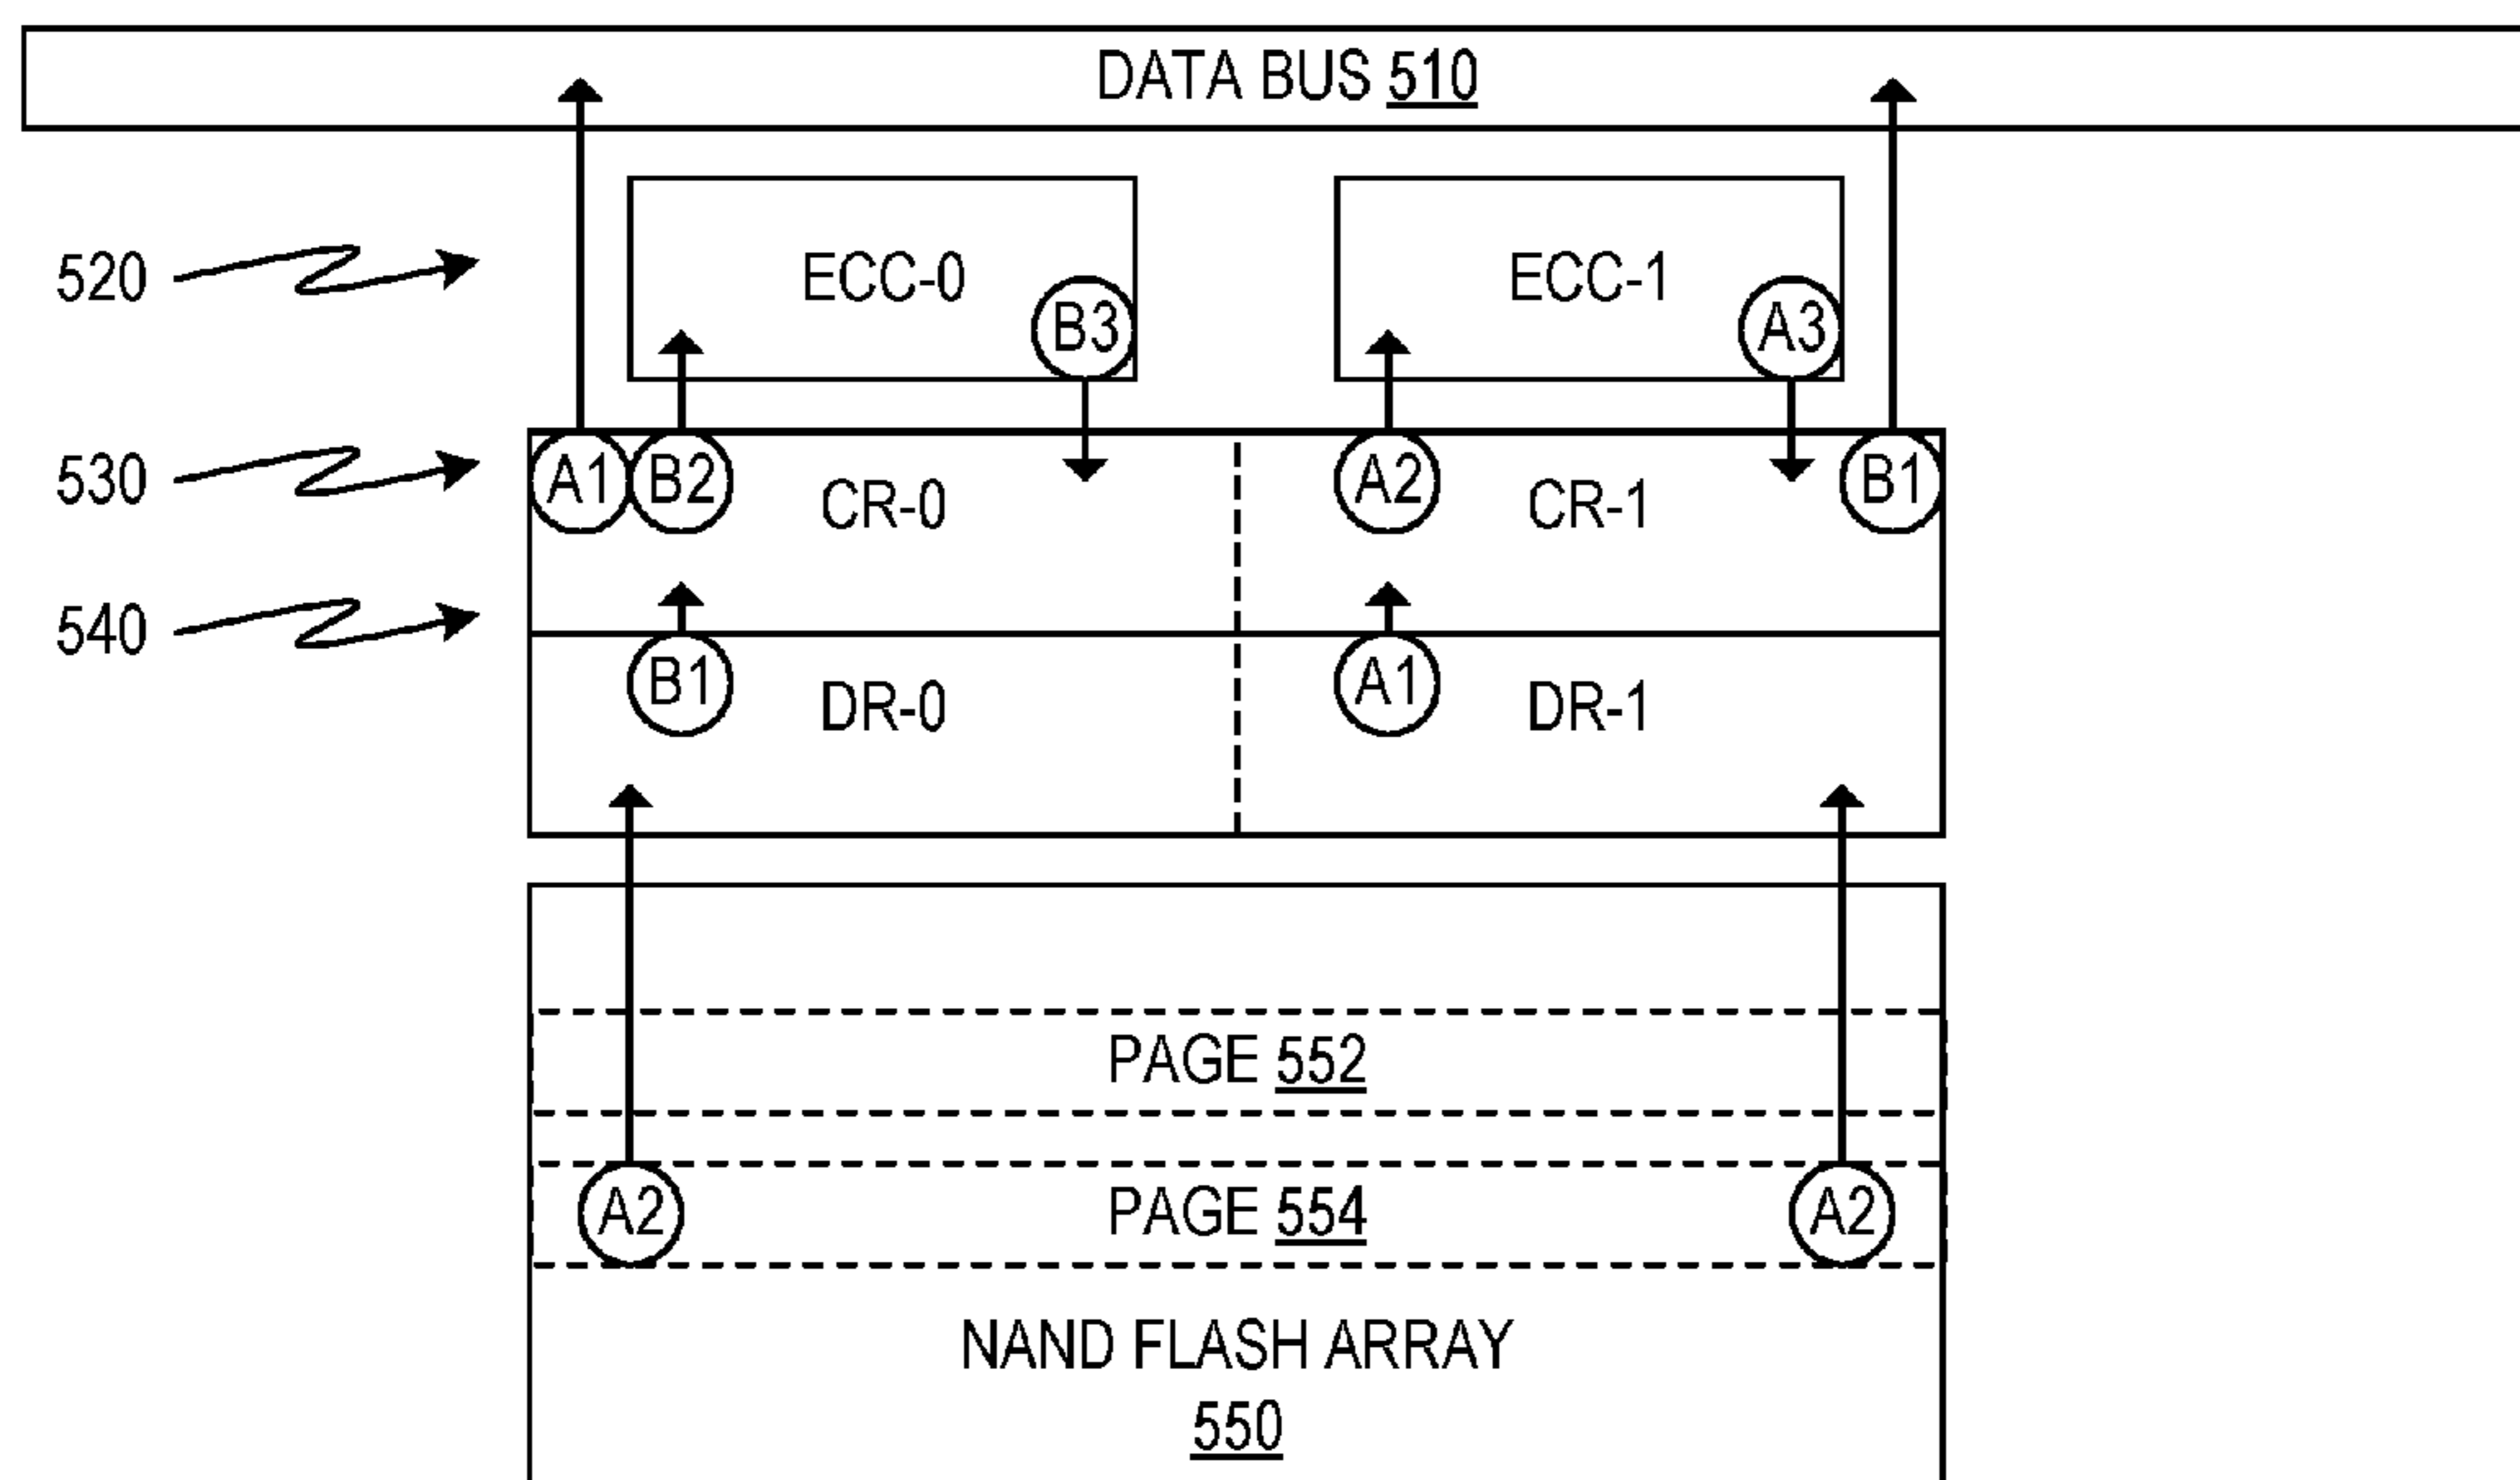 DATA BUS 510
520
ECC-0
B3
ECC-1
A3
530
A1
B2
CR-0
A2
CR-1
B1
540
B1
DR-0
A1
DR-1
PAGE 552
A2
PAGE 554
A2
NAND FLASH ARRAY
550